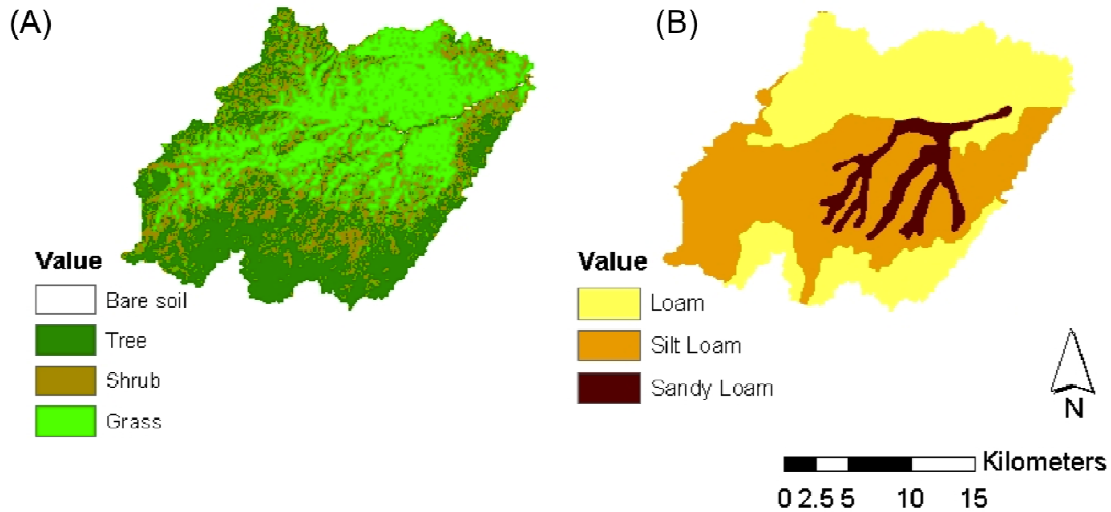 (A)
(B)
Value
Bare soil
Tree
Shrub
Grass
Value
Loam
Silt Loam
Sandy Loam
N
Kilometers
0 2.5 5 10 15